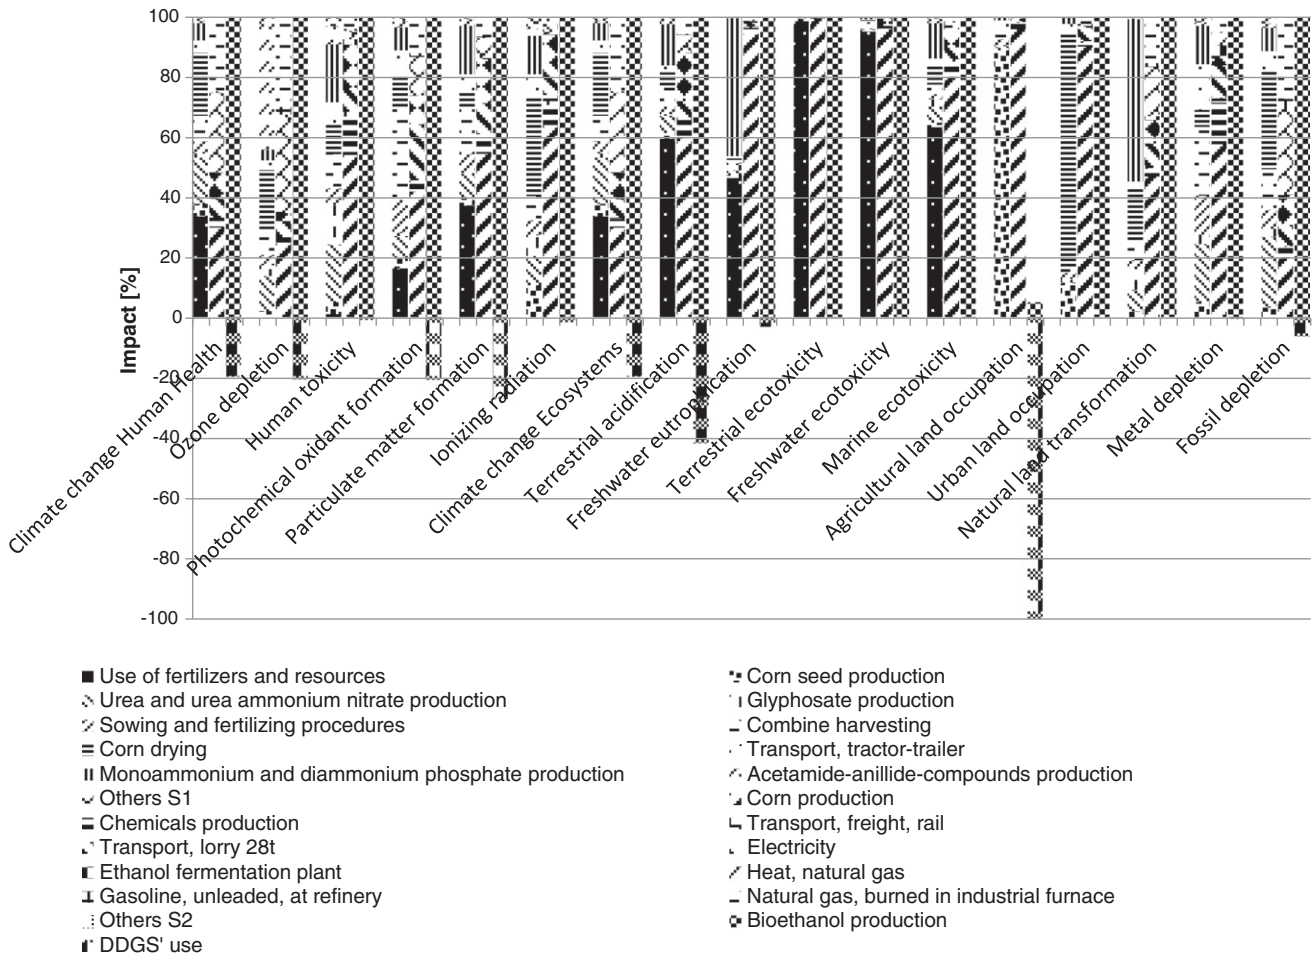 100
80
60
40
20
0
-20
-40
-60
-80
-100
Impact [%]
Climate change Human Health
Ozone depletion
Human toxicity
Photochemical oxidant formation
Particulate matter formation
Ionizing radiation
Climate change Ecosystems
Terrestrial acidification
Freshwater eutrophication
Terrestrial ecotoxicity
Freshwater ecotoxicity
Marine ecotoxicity
Agricultural land occupation
Urban land occupation
Natural land transformation
Metal depletion
Fossil depletion
Use of fertilizers and resources
Urea and urea ammonium nitrate production
Sowing and fertilizing procedures
Corn drying
Monoammonium and diammonium phosphate production
Others S1
Chemicals production
Transport, lorry 28t
Ethanol fermentation plant
Gasoline, unleaded, at refinery
Others S2
DDGS' use
Corn seed production
Glyphosate production
Combine harvesting
Transport, tractor-trailer
Acetamide-anillide-compounds production
Corn production
Transport, freight, rail
Electricity
Heat, natural gas
Natural gas, burned in industrial furnace
Bioethanol production